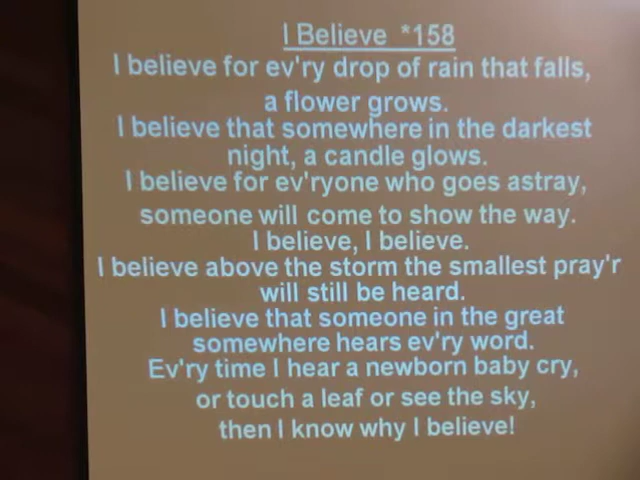 I Believe *158
I believe for ev'ry drop of rain that falls,
a flower grows.
I believe that somewhere in the darkest
night, a candle glows.
I believe for ev'ryone who goes astray,
someone will come to show the way.
I believe, I believe.
I believe above the storm the smallest pray'r
will still be heard.
I believe that someone in the great
somewhere hears ev'ry word.
Ev'ry time I hear a newborn baby cry,
or touch a leaf or see the sky,
then I know why I believe!